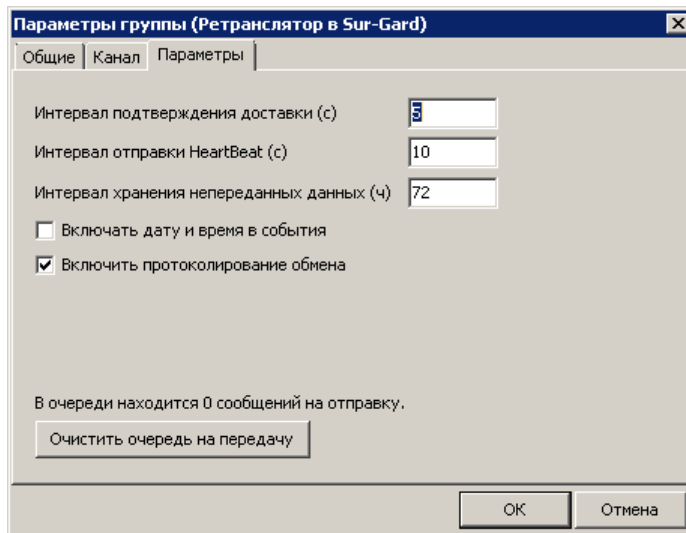 Параметры группы (Ретранслятор в Sur-Gard)
Общие Канал Параметры
Интервал подтверждения доставки (с) 5
Интервал отправки HeartBeat (с) 10
Интервал хранения непереданных данных (ч) 72
Включать дату и время в события
Включить протоколирование обмена
В очереди находится 0 сообщений на отправку.
Очистить очередь на передачу
ОК Отмена